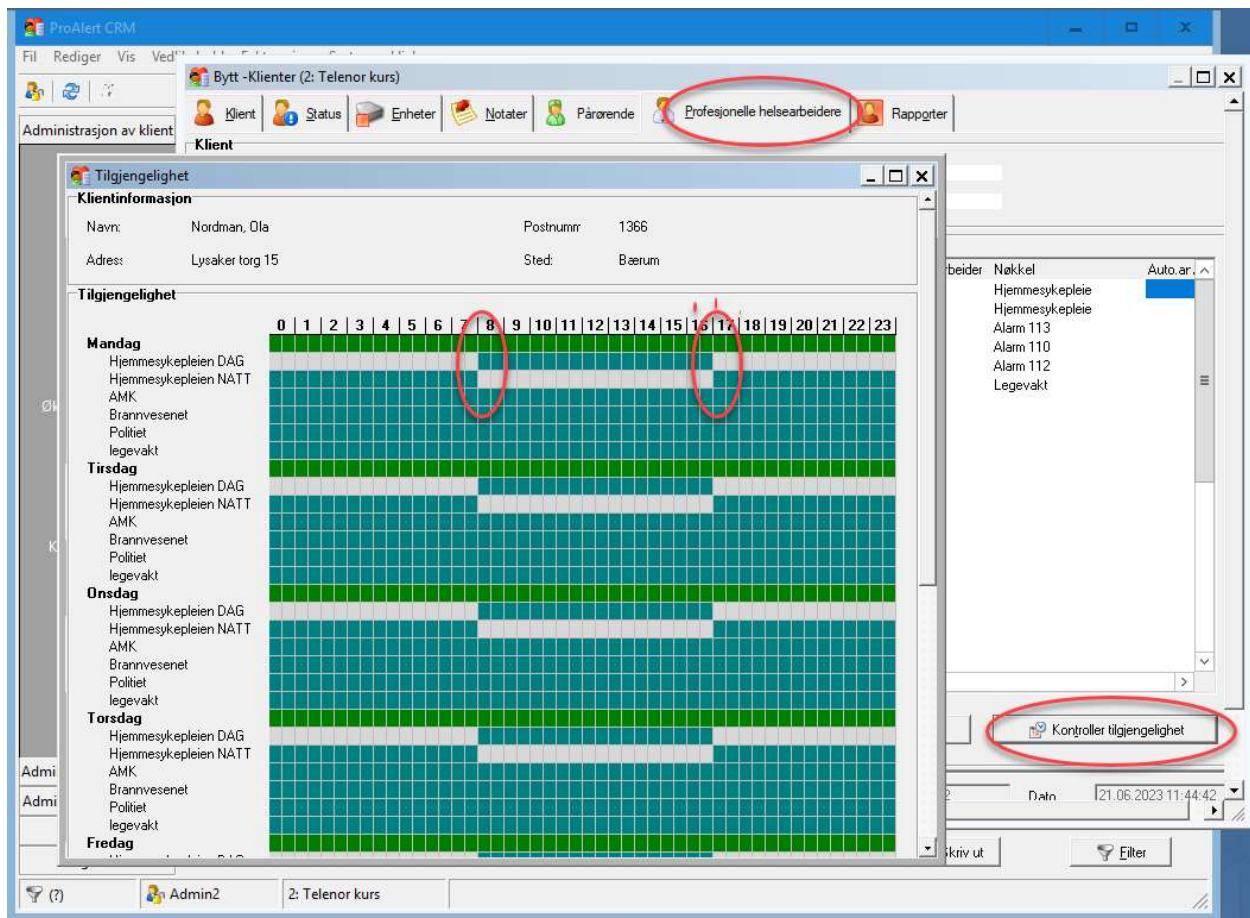 ProAlert CRM
Fil Rediger Vis
Bytt -Klienter (2: Telenor kurs)
Klient Status Enheter Notater Pårørende Profesjonelle helsearbeidere Rapporter
Administrasjon av klient
Klient
Tilgjengelighet
Klientinformasjon
Navn: Nordman, Ola Postnumr 1366
Adress Lysaker torg 15 Sted: Bærum
Tilgjengelighet
0 1 2 3 4 5 6 7 8 9 10 11 12 13 14 15 16 17 18 19 20 21 22 23
Mandag
Hjemmesykepleien DAG
Hjemmesykepleien NATT
AMK
Brannvesenet
Politiet
legevakt
Tirsdag
Hjemmesykepleien DAG
Hjemmesykepleien NATT
AMK
Brannvesenet
Politiet
legevakt
Onsdag
Hjemmesykepleien DAG
Hjemmesykepleien NATT
AMK
Brannvesenet
Politiet
legevakt
Torsdag
Hjemmesykepleien DAG
Hjemmesykepleien NATT
AMK
Brannvesenet
Politiet
legevakt
Fredag
beider Nøkkel Auto.ar.
Hjemmesykepleie
Hjemmesykepleie
Alarm 113
Alarm 110
Alarm 112
Legevakt
Kontroller tilgjengelighet
Dato 21.06.2023 11:44:42
Admi
Admi
Skriv ut Filter
(?) Admin2 2: Telenor kurs